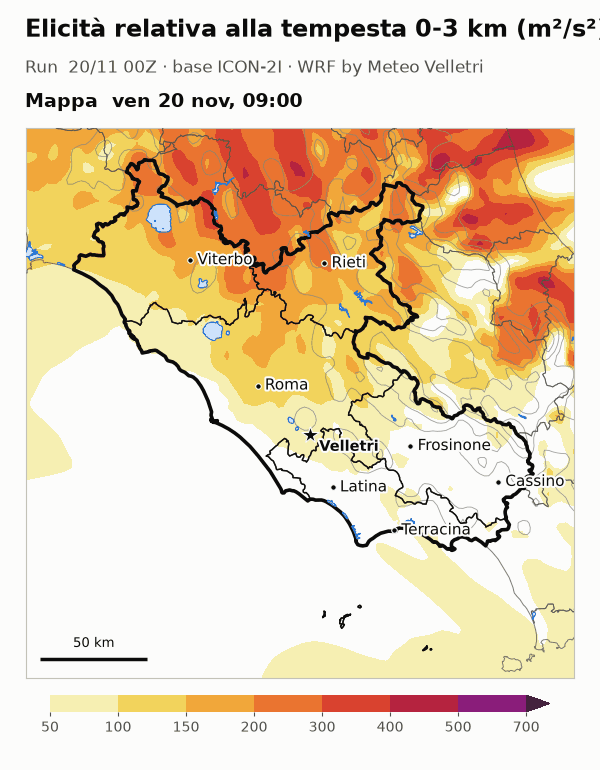 Elicità relativa alla tempesta 0-3 km (m²/s²)
Run 20/11 00Z · base ICON-2I · WRF by Meteo Velletri
Mappa ven 20 nov, 09:00
Viterbo
Rieti
Roma
Velletri
Frosinone
Cassino
Latina
Terracina
50 km
50 100 150 200 300 400 500 700